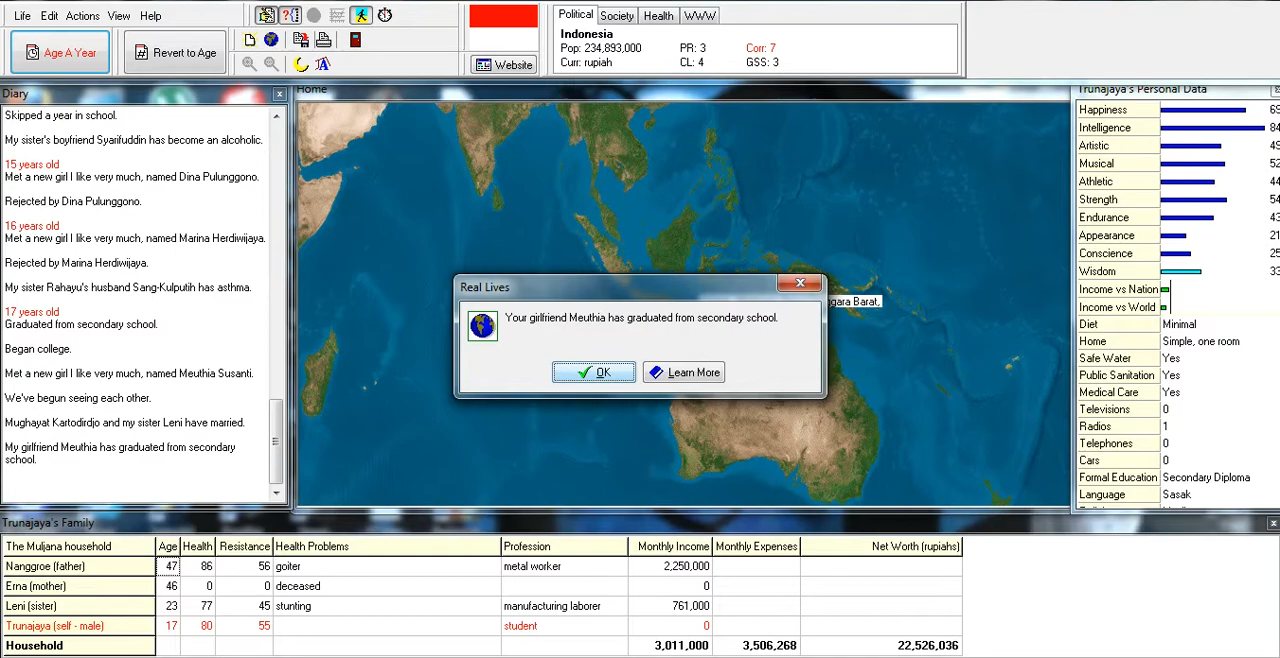 Life Edit Actions View Help
Age A Year
Revert to Age
Website
Political Society Health WWW
Indonesia
Pop: 234,893,000 PR: 3 Corr: 7
Curr: rupiah CL: 4 GSS: 3
Diary
Skipped a year in school.
My sister's boyfriend Syarifuddin has become an alcoholic.
15 years old
Met a new girl I like very much, named Dina Pulunggono.
Rejected by Dina Pulunggono.
16 years old
Met a new girl I like very much, named Marina Herdiwijaya.
Rejected by Marina Herdiwijaya.
My sister Rahayu's husband Sang-Kulputih has asthma.
17 years old
Graduated from secondary school.
Began college.
Met a new girl I like very much, named Meuthia Susanti.
We've begun seeing each other.
Mughayat Kartodirdjo and my sister Leni have married.
My girlfriend Meuthia has graduated from secondary
school.
Home
ggara Barat,
Real Lives
Your girlfriend Meuthia has graduated from secondary school.
OK Learn More
Trunajaya's Personal Data
Happiness 69
Intelligence 84
Artistic 49
Musical 52
Athletic 44
Strength 54
Endurance 43
Appearance 21
Conscience 25
Wisdom 33
Income vs Nation
Income vs World
Diet Minimal
Home Simple, one room
Safe Water Yes
Public Sanitation Yes
Medical Care Yes
Televisions 0
Radios 1
Telephones 0
Cars 0
Formal Education Secondary Diploma
Language Sasak
Trunajaya's Family
The Muljana household Age Health Resistance Health Problems Profession Monthly Income Monthly Expenses Net Worth (rupiahs)
Nanggroe (father) 47 86 56 goiter metal worker 2,250,000
Erna (mother) 46 0 0 deceased 0
Leni (sister) 23 77 45 stunting manufacturing laborer 761,000
Trunajaya (self - male) 17 80 55 student 0
Household 3,011,000 3,506,268 22,526,036